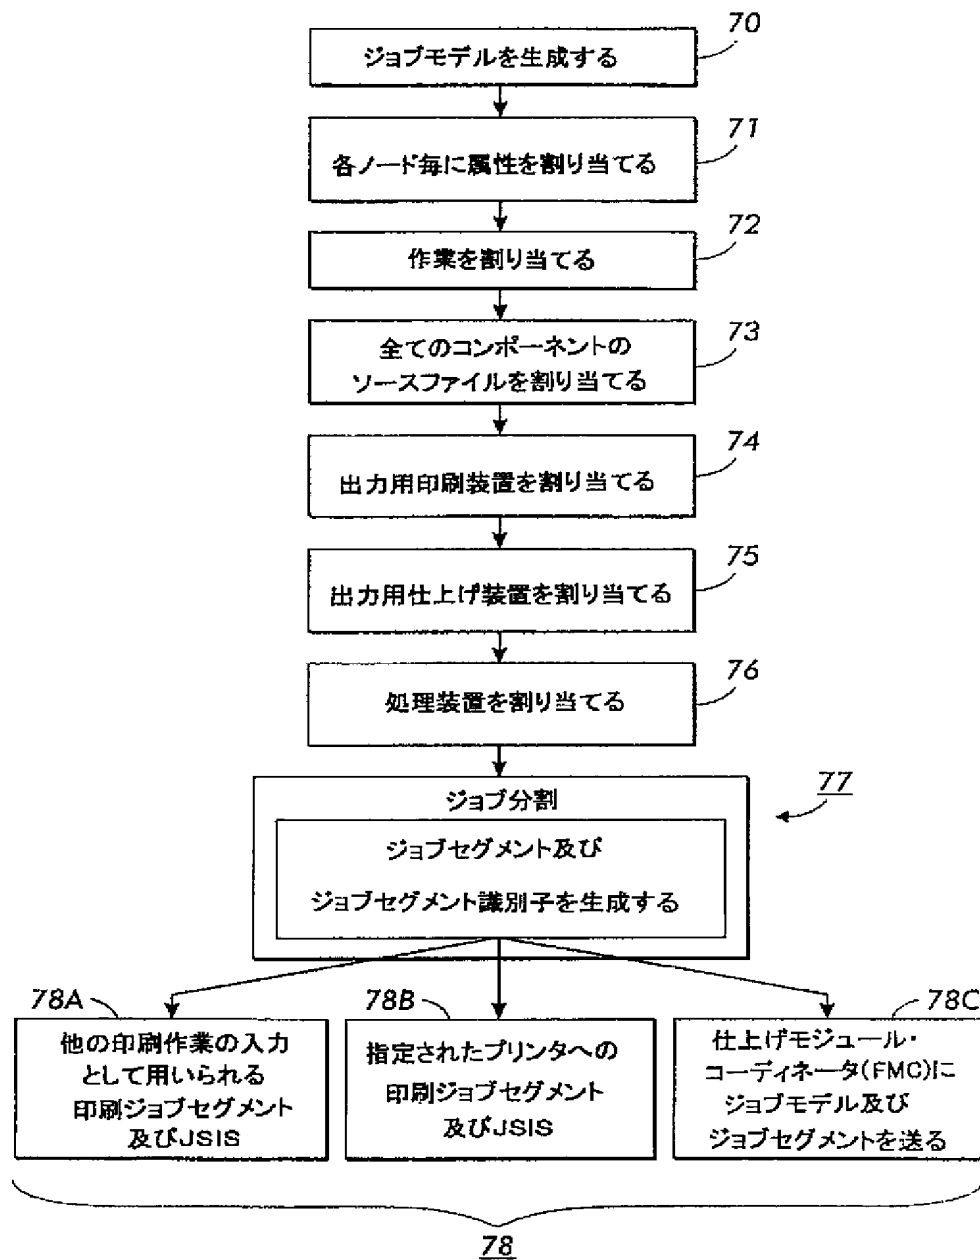 70
ジョブモデルを生成する
71
各ノード毎に属性を割り当てる
72
作業を割り当てる
73
全てのコンポーネントの
ソースファイルを割り当てる
74
出力用印刷装置を割り当てる
75
出力用仕上げ装置を割り当てる
76
処理装置を割り当てる
77
ジョブ分割
ジョブセグメント及び
ジョブセグメント識別子を生成する
78A
他の印刷作業の入力
として用いられる
印刷ジョブセグメント
及びJSIS
78B
指定されたプリンタへの
印刷ジョブセグメント
及びJSIS
78C
仕上げモジュール・
コーディネータ(FMC)に
ジョブモデル及び
ジョブセグメントを送る
78